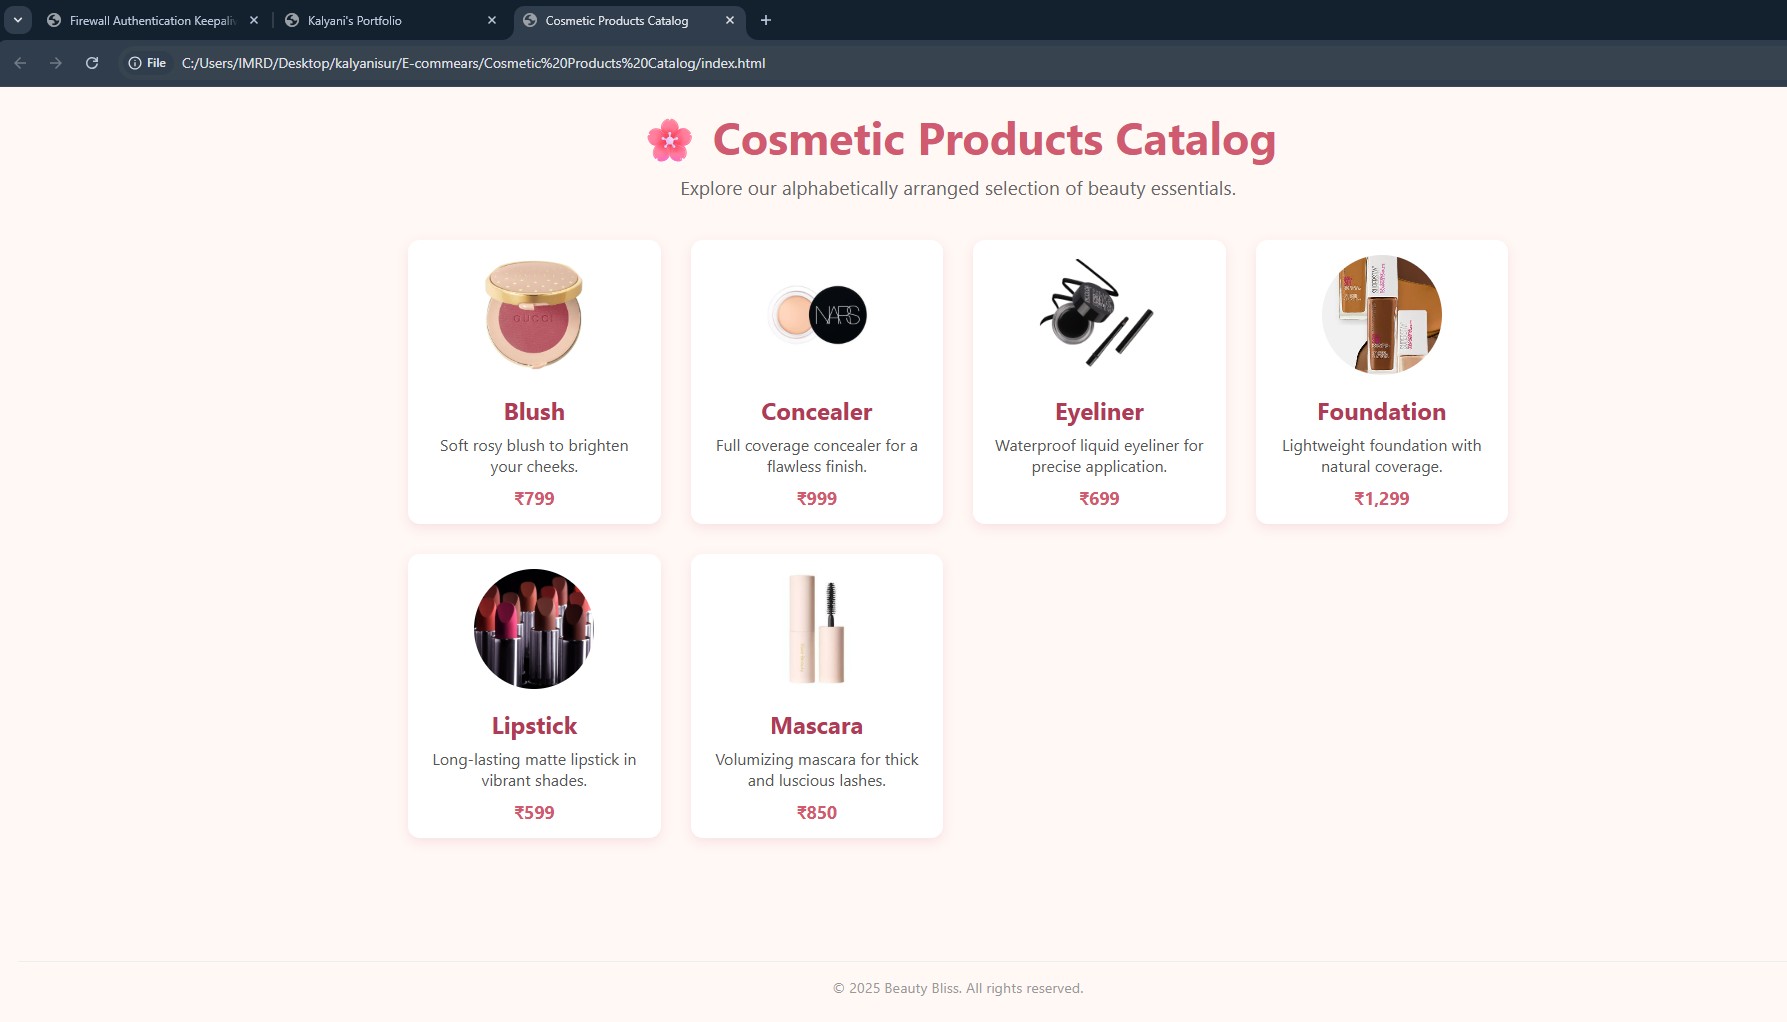 Firewall Authentication Keepaliv
Kalyani's Portfolio
Cosmetic Products Catalog
File
C:/Users/IMRD/Desktop/kalyanisur/E-commears/Cosmetic%20Products%20Catalog/index.html
🌸 Cosmetic Products Catalog
Explore our alphabetically arranged selection of beauty essentials.
GUCCI
Blush
Soft rosy blush to brighten
your cheeks.
₹799
NARS
Concealer
Full coverage concealer for a
flawless finish.
₹999
Eyeliner
Waterproof liquid eyeliner for
precise application.
₹699
Foundation
Lightweight foundation with
natural coverage.
₹1,299
Lipstick
Long-lasting matte lipstick in
vibrant shades.
₹599
Mascara
Volumizing mascara for thick
and luscious lashes.
₹850
© 2025 Beauty Bliss. All rights reserved.